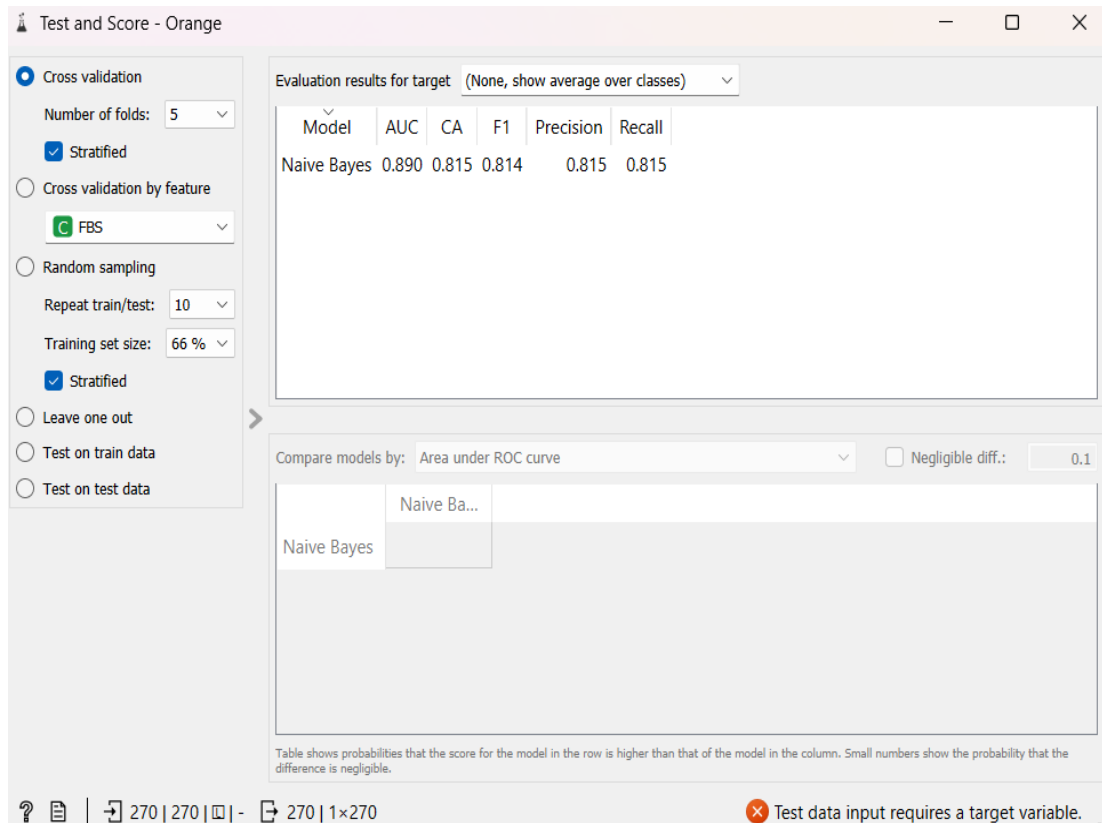 Test and Score - Orange
Cross validation
Number of folds: 5
Stratified
Cross validation by feature
C FBS
Random sampling
Repeat train/test: 10
Training set size: 66 %
Stratified
Leave one out
Test on train data
Test on test data
Evaluation results for target (None, show average over classes)
Model AUC CA F1 Precision Recall
Naive Bayes 0.890 0.815 0.814 0.815 0.815
Compare models by: Area under ROC curve Negligible diff.: 0.1
Naive Ba...
Naive Bayes
Table shows probabilities that the score for the model in the row is higher than that of the model in the column. Small numbers show the probability that the
difference is negligible.
? 270 | 270 | | - 270 | 1×270 Test data input requires a target variable.